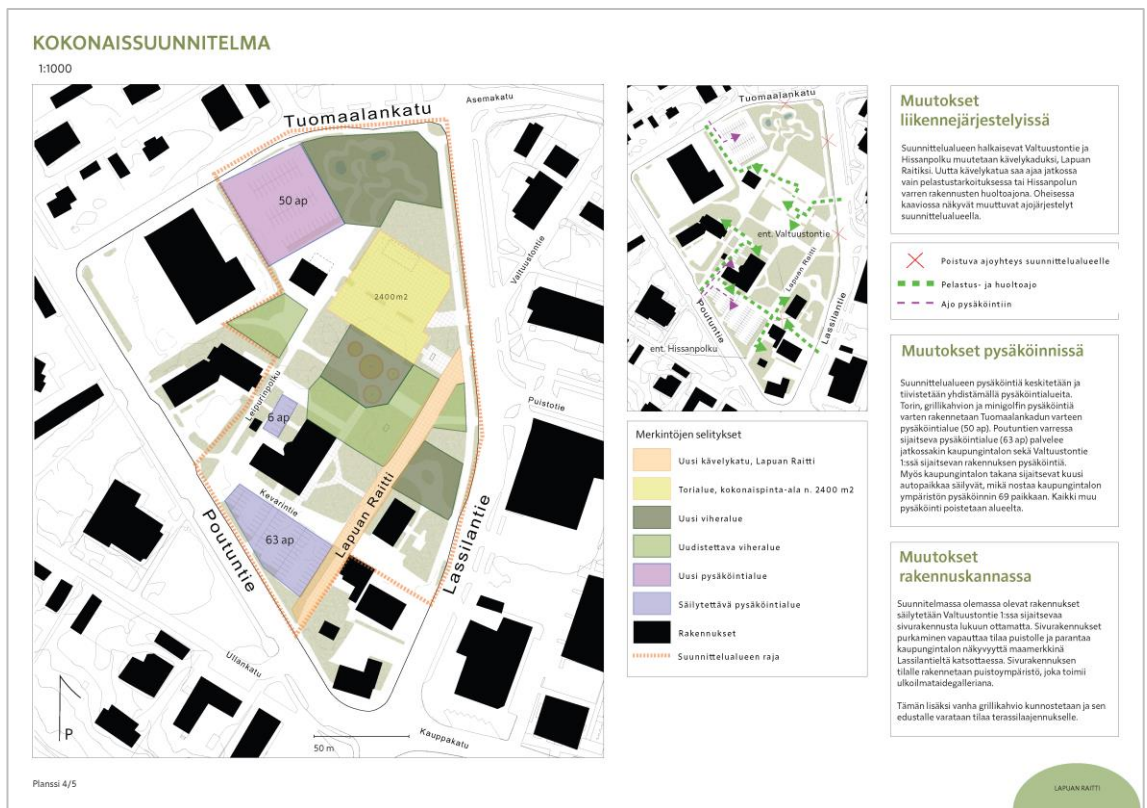 KOKONAISSUUNNITELMA
1:1000
Tuomaalankatu
Asemakatu
50 ap
Valtuustontie
2400m2
Leipurinpolku
6 ap
Puistotie
Kevarintie
63 ap
Lapuan Raitti
Poutuntie
Lassilantie
Ullankatu
Kauppakatu
P
50 m
Tuomaalankatu
ent. Valtuustontie
Lapuan Raitti
Poutuntie
Lassilantie
ent. Hissanpolku
Merkintöjen selitykset
Uusi kävelykatu, Lapuan Raitti
Torialue, kokonaispinta-ala n. 2400 m2
Uusi viheralue
Uudistettava viheralue
Uusi pysäköintialue
Säilytettävä pysäköintialue
Rakennukset
Suunnittelualueen raja
Muutokset
liikennejärjestelyissä
Suunnittelualueen halkaisevat Valtuustontie ja
Hissanpolku muutetaan kävelykaduksi, Lapuan
Raitiksi. Uutta kävelykatua saa ajaa jatkossa
vain pelastustarkoituksessa tai Hissanpolun
varren rakennusten huoltoajona. Oheisessa
kaaviossa näkyvät muuttuvat ajojärjestelyt
suunnittelualueella.
Poistuva ajoyhteys suunnittelualueelle
Pelastus- ja huoltoajo
Ajo pysäköintiin
Muutokset pysäköinnissä
Suunnittelualueen pysäköintiä keskitetään ja
tiivistetään yhdistämällä pysäköintialueita.
Torin, grillikahvion ja minigolfin pysäköintiä
varten rakennetaan Tuomaalankadun varteen
pysäköintialue (50 ap). Poutuntien varressa
sijaitseva pysäköintialue (63 ap) palvelee
jatkossakin kaupungintalon sekä Valtuustontie
1:ssä sijaitsevan rakennuksen pysäköintiä.
Myös kaupungintalon takana sijaitsevat kuusi
autopaikkaa säilyvät, mikä nostaa kaupungintalon
ympäristön pysäköinnin 69 paikkaan. Kaikki muu
pysäköinti poistetaan alueelta.
Muutokset
rakennuskannassa
Suunnitelmassa olemassa olevat rakennukset
säilytetään Valtuustontie 1:ssa sijaitsevaa
sivurakennusta lukuun ottamatta. Sivurakennukset
purkaminen vapauttaa tilaa puistolle ja parantaa
kaupungintalon näkyvyyttä maamerkkinä
Lassilantieltä katsottaessa. Sivurakennuksen
tilalle rakennetaan puistoympäristö, joka toimii
ulkoilmataidegalleriana.
Tämän lisäksi vanha grillikahvio kunnostetaan ja sen
edustalle varataan tilaa terassilaajennukselle.
Planssi 4/5
LAPUAN RAITTI